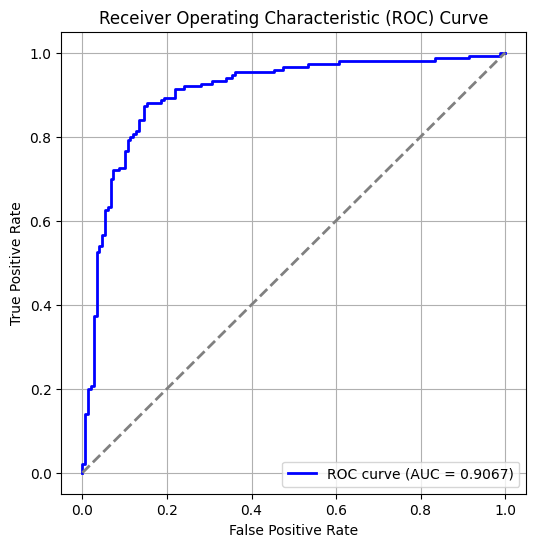 Receiver Operating Characteristic (ROC) Curve
1.0
0.8
0.6
0.4
0.2
0.0
True Positive Rate
ROC curve (AUC = 0.9067)
0.0 0.2 0.4 0.6 0.8 1.0
False Positive Rate